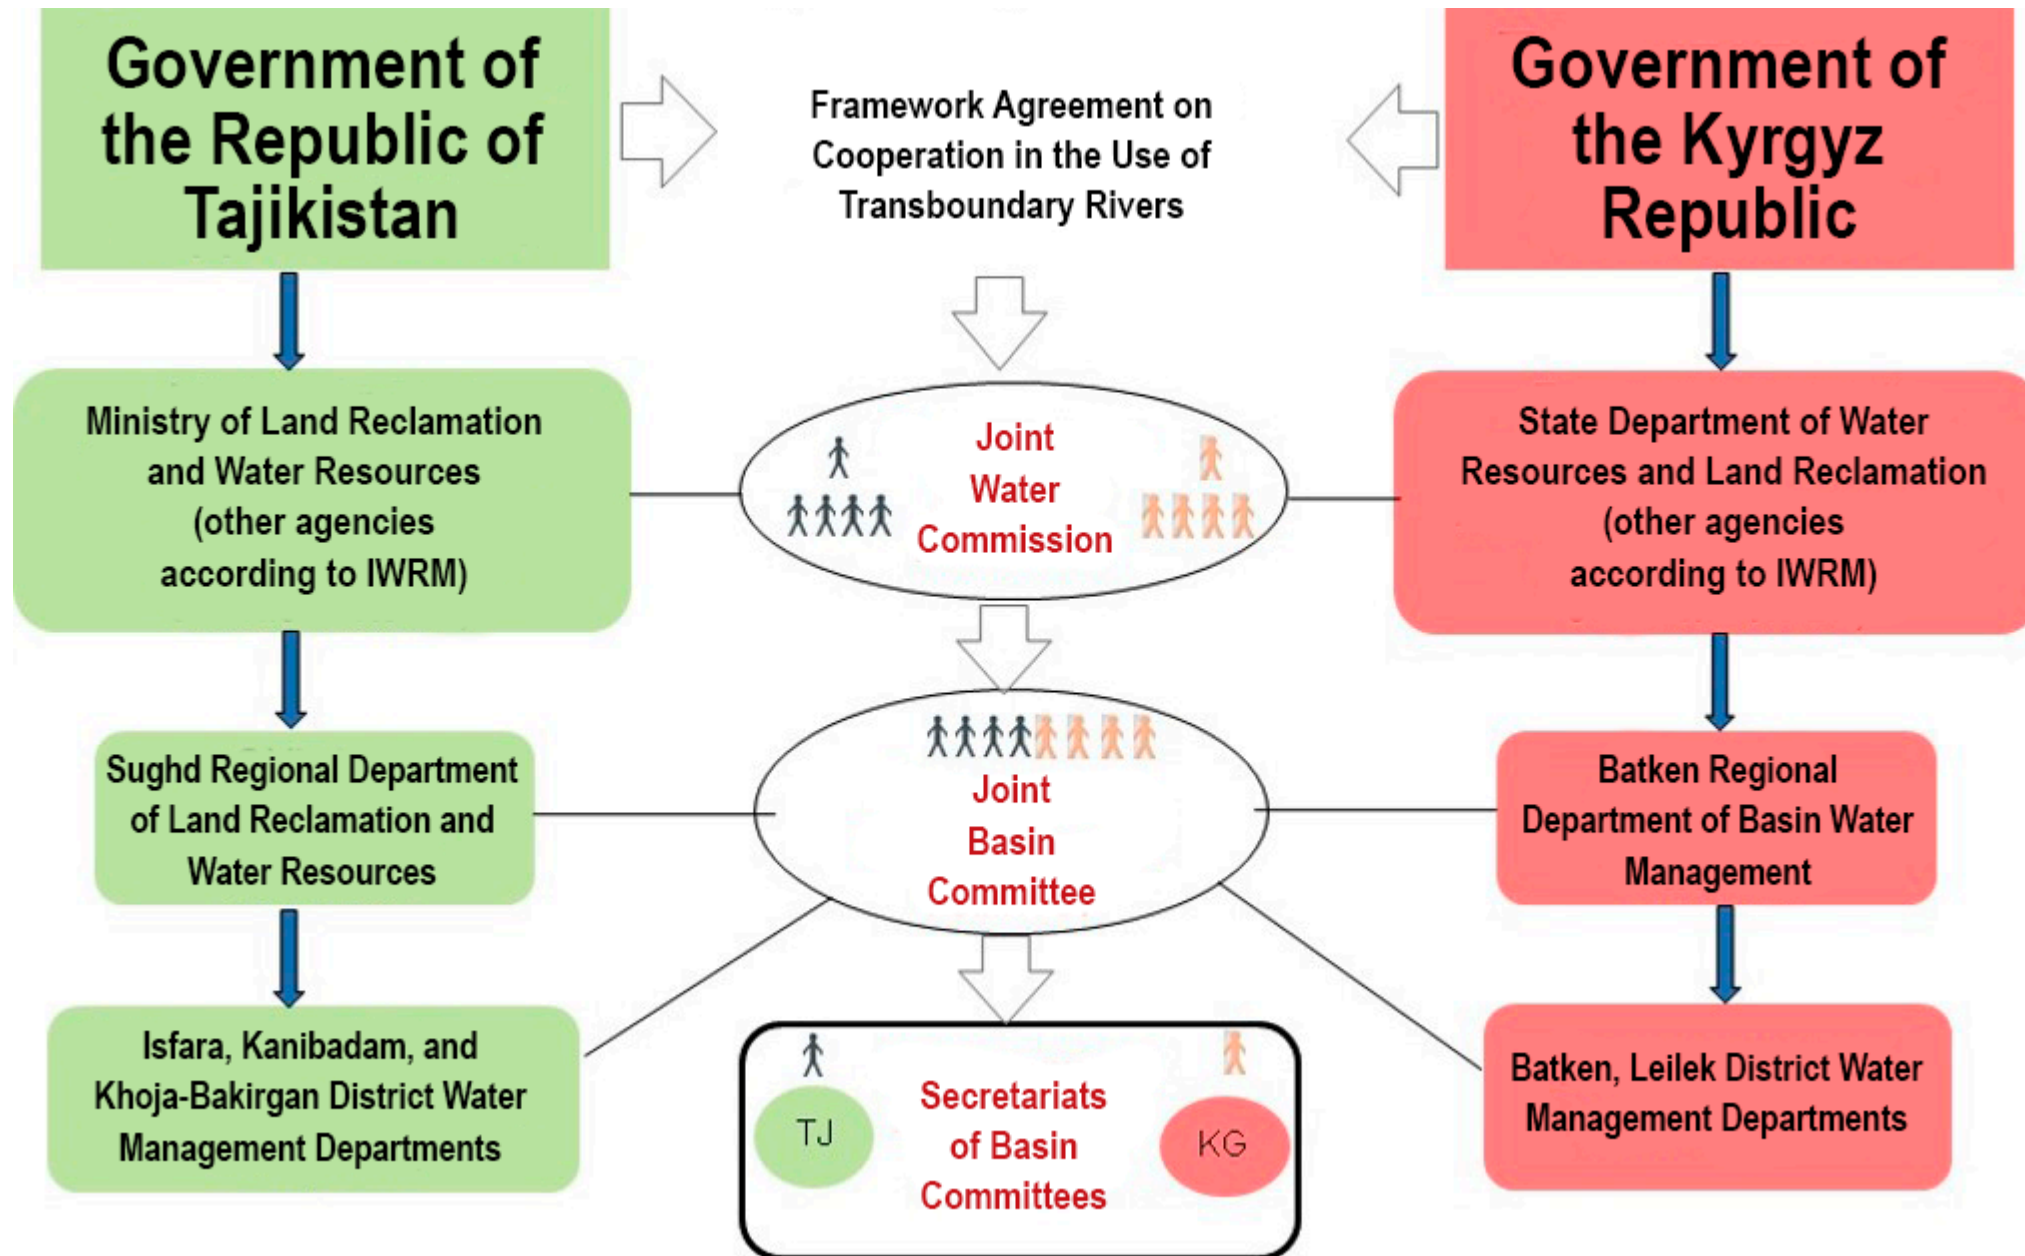 Government of
the Republic of
Tajikistan
Framework Agreement on
Cooperation in the Use of
Transboundary Rivers
Government of
the Kyrgyz
Republic
Ministry of Land Reclamation
and Water Resources
(other agencies
according to IWRM)
Joint
Water
Commission
State Department of Water
Resources and Land Reclamation
(other agencies
according to IWRM)
Sughd Regional Department
of Land Reclamation and
Water Resources
Joint
Basin
Committee
Batken Regional
Department of Basin Water
Management
Isfara, Kanibadam, and
Khoja-Bakirgan District Water
Management Departments
TJ
Secretariats
of Basin
Committees
KG
Batken, Leilek District Water
Management Departments